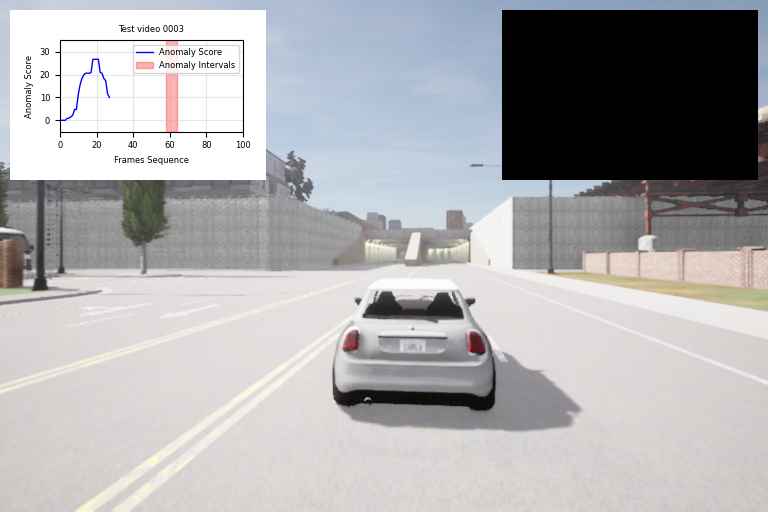 Test video 0003
Anomaly Score
Anomaly Intervals
Anomaly Score
30
20
10
0
0 20 40 60 80 100
Frames Sequence